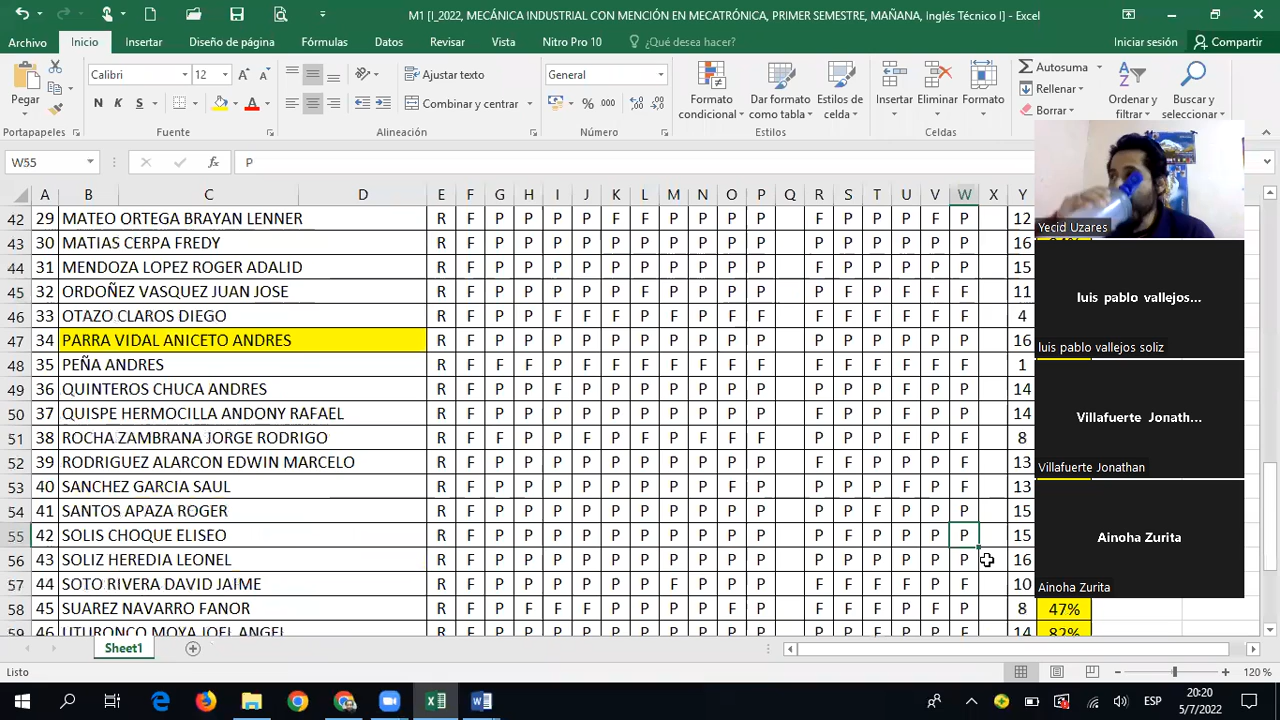 M1 [I_2022, MECÁNICA INDUSTRIAL CON MENCIÓN EN MECATRÓNICA, PRIMER SEMESTRE, MAÑANA, Inglés Técnico I] - Excel
Archivo Inicio Insertar Diseño de página Fórmulas Datos Revisar Vista Nitro Pro 10 ¿Qué desea hacer? Iniciar sesión Compartir
Pegar Calibri 12 Ajustar texto General Formato condicional Dar formato como tabla Estilos de celda Insertar Eliminar Formato Autosuma Ordenar y filtrar Buscar y seleccionar
N K S Combinar y centrar % 000 Rellenar
Borrar
Portapapeles Fuente Alineación Número Estilos Celdas
W55 fx P
A B C D E F G H I J K L M N O P Q R S T U V W X Y
42 29 MATEO ORTEGA BRAYAN LENNER R F P P P P F F P P P P F P P F P P 12
43 30 MATIAS CERPA FREDY R P P P P P P P P P P P P P P P P P 16
44 31 MENDOZA LOPEZ ROGER ADALID R P P P P P P P P P P P F P P P P P 15
45 32 ORDOÑEZ VASQUEZ JUAN JOSE R P P P F P P F P P P P P P F F F F 11
46 33 OTAZO CLAROS DIEGO R F F F P F P F P F F P F F F F F F 4
47 34 PARRA VIDAL ANICETO ANDRES R P P P P P P P P P P P P P P P P P 16
48 35 PEÑA ANDRES R F F F F P F F F F F F F F F F F F 1
49 36 QUINTEROS CHUCA ANDRES R P P P F P P P P P P P P P F P P P 14
50 37 QUISPE HERMOCILLA ANDONY RAFAEL R P P P P P P P P P P P F P P F P P 14
51 38 ROCHA ZAMBRANA JORGE RODRIGO R F F P F F P F P F F F P P F F P F 8
52 39 RODRIGUEZ ALARCON EDWIN MARCELO R P P P P P P P P P P P F F P P P F 13
53 40 SANCHEZ GARCIA SAUL R P P P P P P P P P F P P P F P F F 13
54 41 SANTOS APAZA ROGER R P P P P P P P P P P P P P F P P P 15
55 42 SOLIS CHOQUE ELISEO R P P P P P P P P P P P P F P P P P 15
56 43 SOLIZ HEREDIA LEONEL R P P P P P P P P P P P P P P P P P 16
57 44 SOTO RIVERA DAVID JAIME R F P P P P P P F P P P F F F F F F 10
58 45 SUAREZ NAVARRO FANOR R F P F F F P P P P F P F F F F F P 8 47%
59 46 UTURONCO MOYA JOEL ANGEL 14 82%
Yecid Uzares
luis pablo vallejos...
luis pablo vallejos soliz
Villafuerte Jonath...
Villafuerte Jonathan
Ainoha Zurita
Ainoha Zurita
Sheet1
Listo 120 %
ESP 20:20
5/7/2022